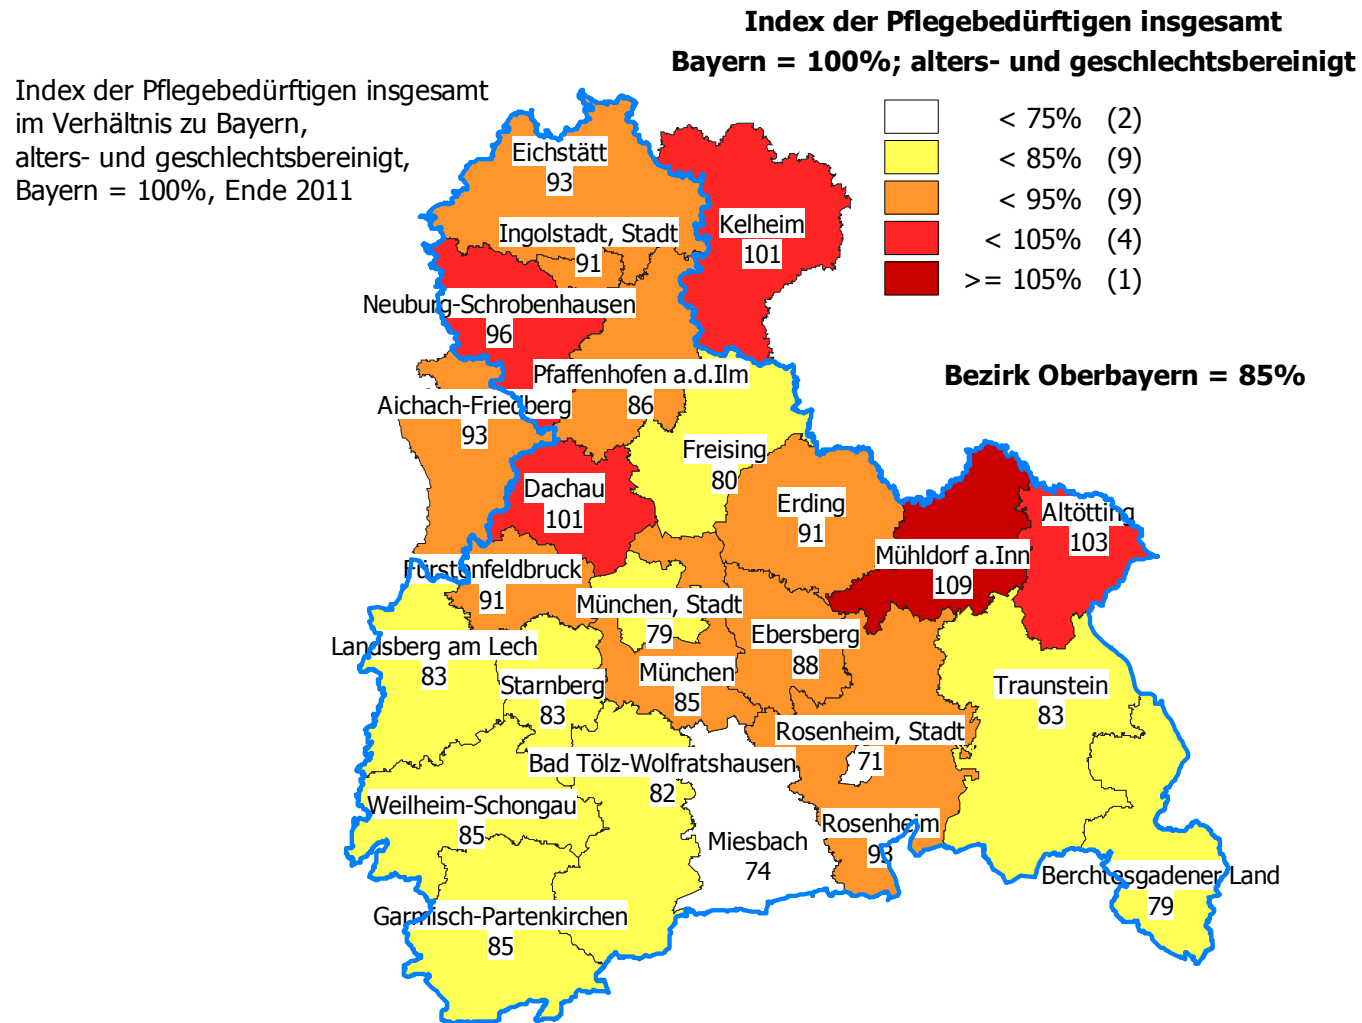 Index der Pflegebedürftigen insgesamt
Bayern = 100%; alters- und geschlechtsbereinigt
< 75% (2)
< 85% (9)
< 95% (9)
< 105% (4)
>= 105% (1)
Index der Pflegebedürftigen insgesamt
im Verhältnis zu Bayern,
alters- und geschlechtsbereinigt,
Bayern = 100%, Ende 2011
Bezirk Oberbayern = 85%
Eichstätt
93
Ingolstadt, Stadt
91
Kelheim
101
Neuburg-Schrobenhausen
96
Pfaffenhofen a.d.Ilm
86
Aichach-Friedberg
93
Freising
80
Dachau
101
Erding
91
Altötting
103
Mühldorf a.Inn
109
Fürstenfeldbruck
91
München, Stadt
79
Ebersberg
88
Landsberg am Lech
83
Starnberg
83
München
85
Traunstein
83
Rosenheim, Stadt
71
Bad Tölz-Wolfratshausen
82
Weilheim-Schongau
85
Miesbach
74
Rosenheim
93
Berchtesgadener Land
79
Garmisch-Partenkirchen
85